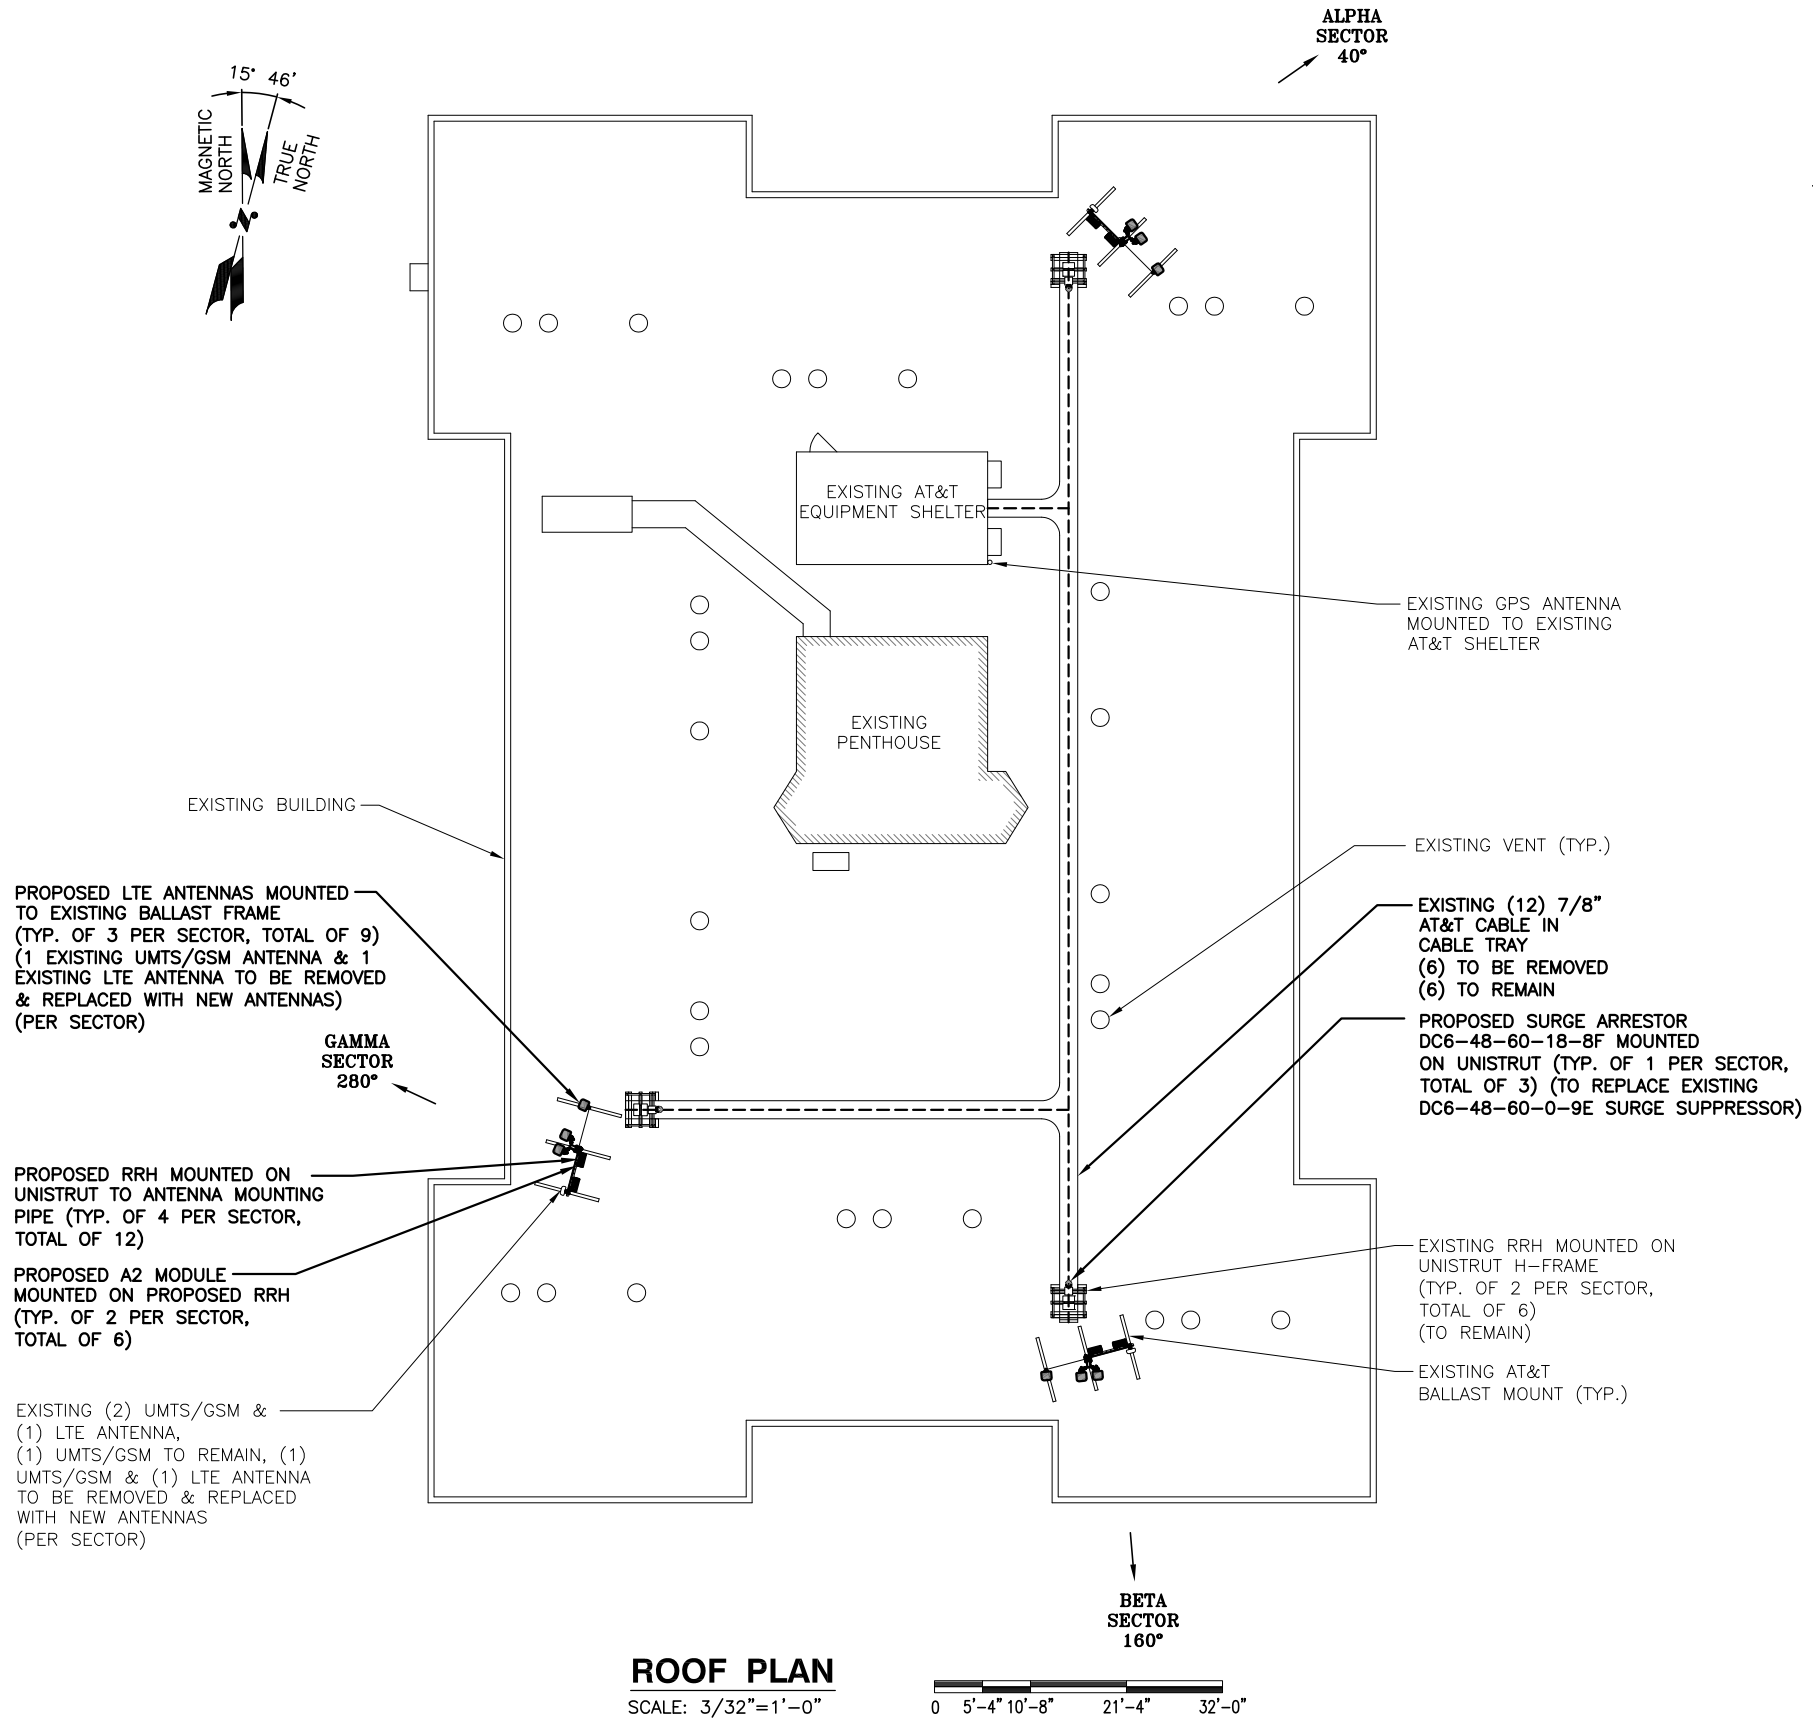 ALPHA
SECTOR
40°
15° 46'
MAGNETIC
NORTH
TRUE
NORTH
N
EXISTING AT&T
EQUIPMENT SHELTER
EXISTING GPS ANTENNA
MOUNTED TO EXISTING
AT&T SHELTER
EXISTING
PENTHOUSE
EXISTING BUILDING
EXISTING VENT (TYP.)
PROPOSED LTE ANTENNAS MOUNTED
TO EXISTING BALLAST FRAME
(TYP. OF 3 PER SECTOR, TOTAL OF 9)
(1 EXISTING UMTS/GSM ANTENNA & 1
EXISTING LTE ANTENNA TO BE REMOVED
& REPLACED WITH NEW ANTENNAS)
(PER SECTOR)
EXISTING (12) 7/8"
AT&T CABLE IN
CABLE TRAY
(6) TO BE REMOVED
(6) TO REMAIN
PROPOSED SURGE ARRESTOR
DC6-48-60-18-8F MOUNTED
ON UNISTRUT (TYP. OF 1 PER SECTOR,
TOTAL OF 3) (TO REPLACE EXISTING
DC6-48-60-0-9E SURGE SUPPRESSOR)
GAMMA
SECTOR
280°
PROPOSED RRH MOUNTED ON
UNISTRUT TO ANTENNA MOUNTING
PIPE (TYP. OF 4 PER SECTOR,
TOTAL OF 12)
PROPOSED A2 MODULE
MOUNTED ON PROPOSED RRH
(TYP. OF 2 PER SECTOR,
TOTAL OF 6)
EXISTING RRH MOUNTED ON
UNISTRUT H-FRAME
(TYP. OF 2 PER SECTOR,
TOTAL OF 6)
(TO REMAIN)
EXISTING AT&T
BALLAST MOUNT (TYP.)
EXISTING (2) UMTS/GSM &
(1) LTE ANTENNA,
(1) UMTS/GSM TO REMAIN, (1)
UMTS/GSM & (1) LTE ANTENNA
TO BE REMOVED & REPLACED
WITH NEW ANTENNAS
(PER SECTOR)
BETA
SECTOR
160°
ROOF PLAN
SCALE: 3/32"=1'-0"
0 5'-4" 10'-8" 21'-4" 32'-0"